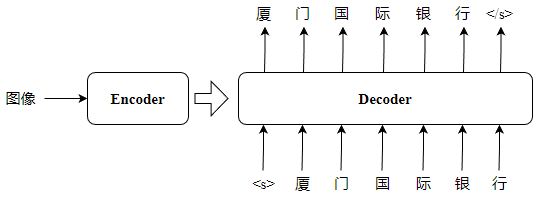 厦 门 国 际 银 行 </s>
图像 Encoder Decoder
<s> 厦 门 国 际 银 行